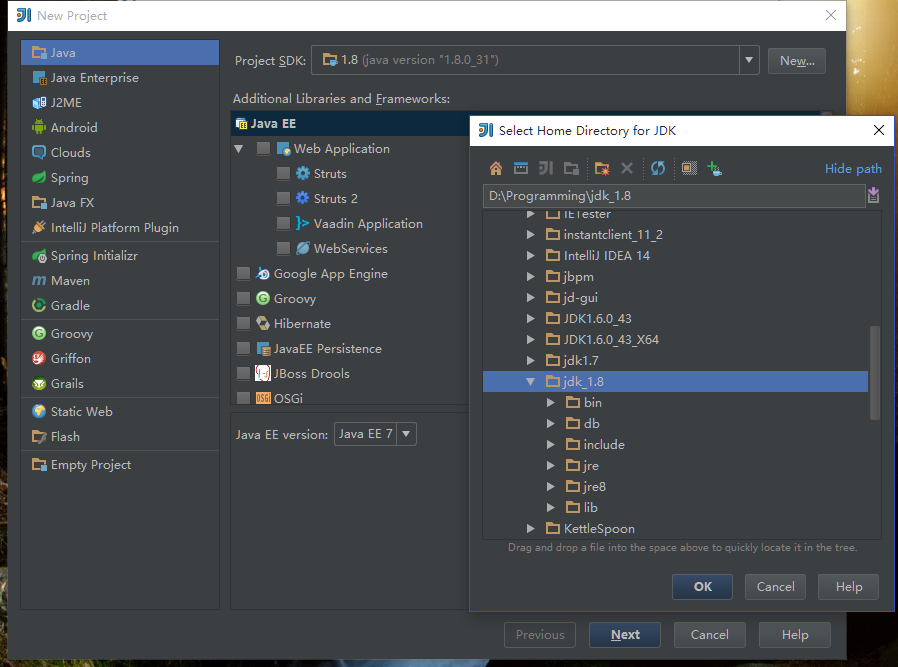 New Project
Java
Java Enterprise
J2ME
Android
Clouds
Spring
Java FX
IntelliJ Platform Plugin
Spring Initializr
Maven
Gradle
Groovy
Griffon
Grails
Static Web
Flash
Empty Project
Project SDK: 1.8 (java version "1.8.0_31") New...
Additional Libraries and Frameworks:
Java EE
Web Application
Struts
Struts 2
Vaadin Application
WebServices
Google App Engine
Groovy
Hibernate
JavaEE Persistence
JBoss Drools
OSGi
Java EE version: Java EE 7
Select Home Directory for JDK
Hide path
D:\Programming\jdk_1.8
IETester
instantclient_11_2
IntelliJ IDEA 14
jbpm
jd-gui
JDK1.6.0_43
JDK1.6.0_43_X64
jdk1.7
jdk_1.8
bin
db
include
jre
jre8
lib
KettleSpoon
Drag and drop a file into the space above to quickly locate it in the tree.
OK Cancel Help
Previous Next Cancel Help